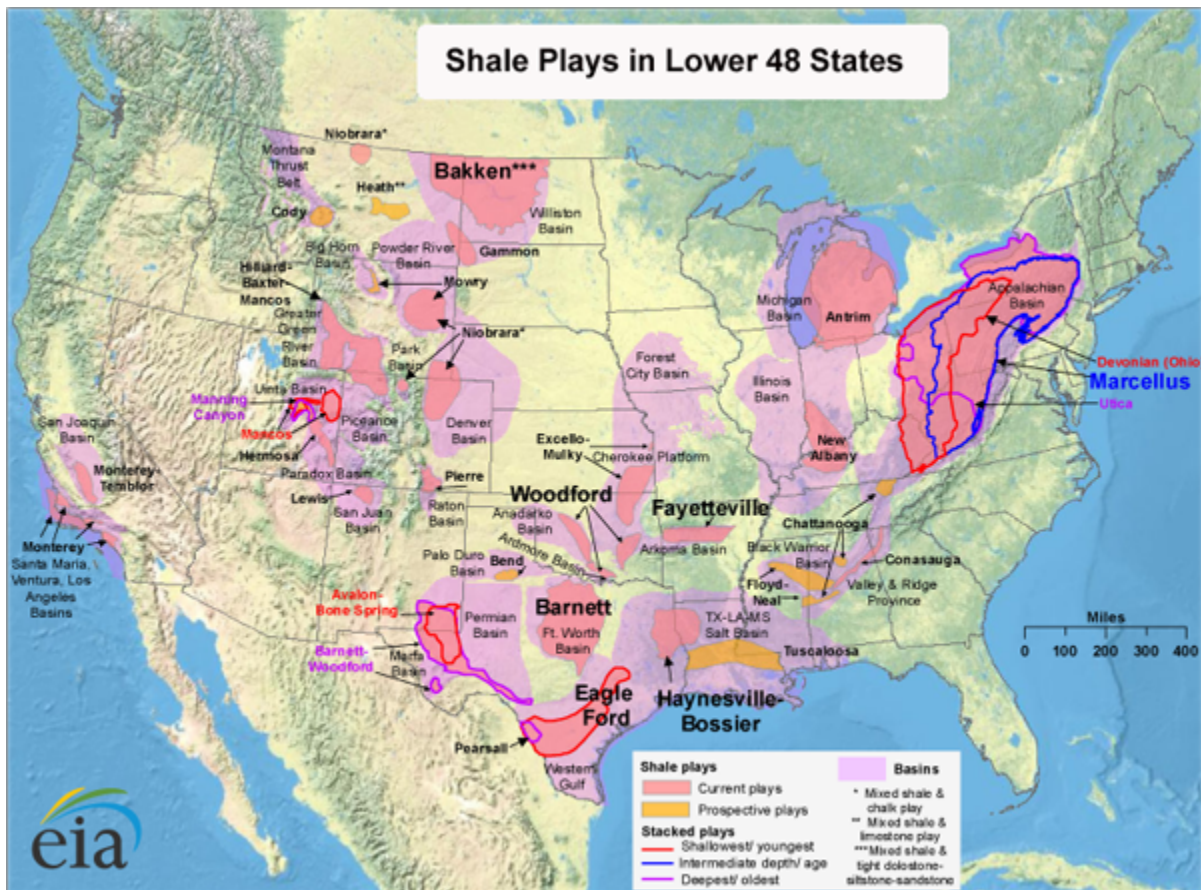 Shale Plays in Lower 48 States
Niobrara*
Montana
Thrust
Belt
Bakken***
Heath**
Cody
Williston
Basin
Big Horn
Basin
Powder River
Basin
Gammon
Hilliard-
Baxter
Mancos
Mowry
Greater
Green
River
Basin
Niobrara*
Park
Basin
Michigan
Basin
Antrim
Appalachian
Basin
Devonian (Ohio
Marcellus
Utica
Forest
City Basin
Illinois
Basin
Uinta Basin
Manning
Canyon
Mancos
Piceance
Basin
Denver
Basin
Hermosa
Paradox Basin
San Joaquin
Basin
Monterey-
Temblor
Excello-
Mulky
Cherokee Platform
New
Albany
Lewis
San Juan
Basin
Pierre
Raton
Basin
Woodford
Anadarko
Basin
Fayetteville
Arkoma Basin
Ardmore Basin
Chattanooga
Monterey
Santa Maria,
Ventura, Los
Angeles
Basins
Palo Duro
Basin
Bend
Black Warrior
Basin
Conasauga
Floyd-
Neal
Valley & Ridge
Province
Avalon-
Bone Spring
Permian
Basin
Barnett
Ft. Worth
Basin
TX-LA-MS
Salt Basin
Tuscaloosa
Barnett-
Woodford
Marfa
Basin
Eagle
Ford
Haynesville-
Bossier
Pearsall
Western
Gulf
Miles
0 100 200 300 400
Shale plays
Current plays
Prospective plays
Stacked plays
Shallowest/ youngest
Intermediate depth/ age
Deepest/ oldest
Basins
* Mixed shale &
chalk play
** Mixed shale &
limestone play
***Mixed shale &
tight dolostone-
siltstone-sandstone
eia